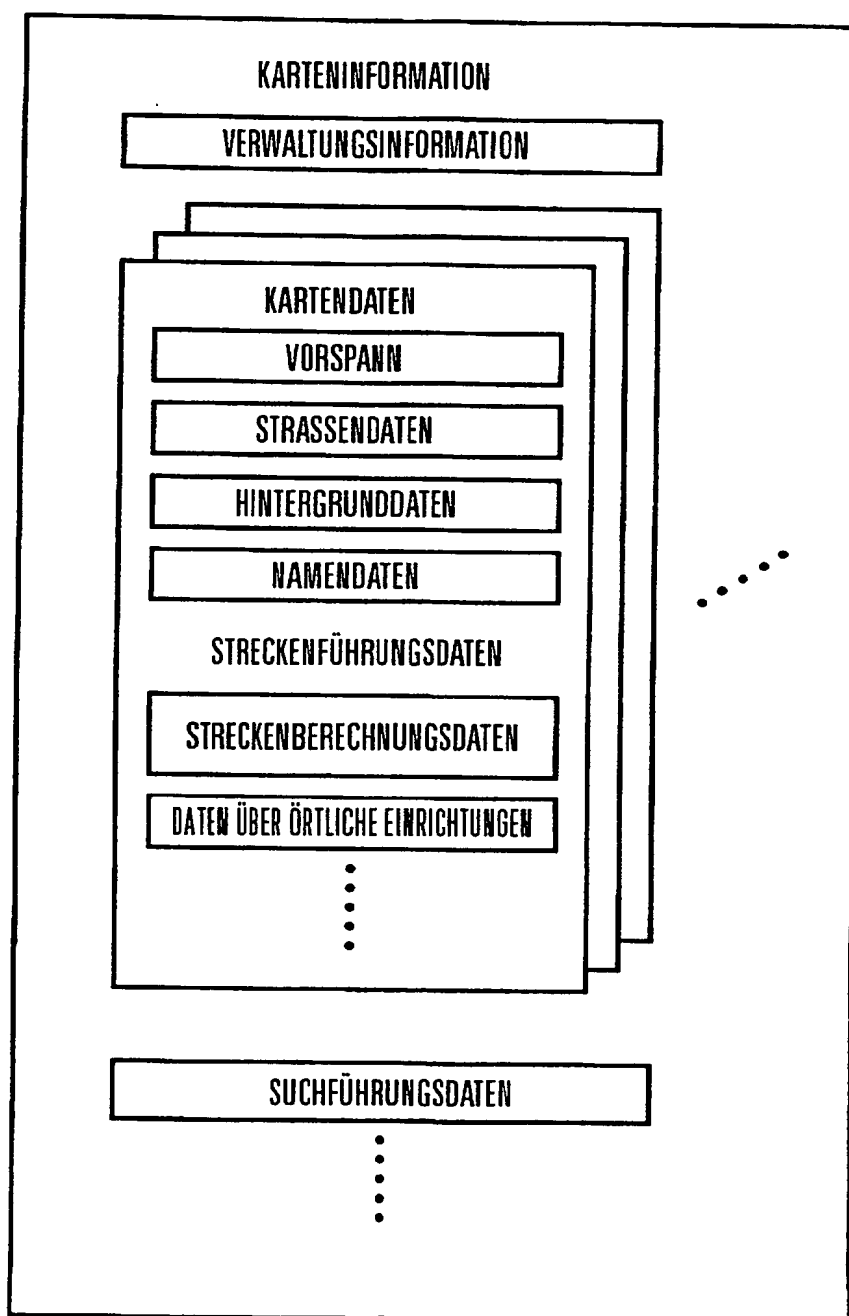 KARTENINFORMATION
VERWALTUNGSINFORMATION
KARTENDATEN
VORSPANN
STRASSENDATEN
HINTERGRUNDDATEN
NAMENDATEN
STRECKENFÜHRUNGSDATEN
STRECKENBERECHNUNGSDATEN
DATEN ÜBER ÖRTLICHE EINRICHTUNGEN
SUCHFÜHRUNGSDATEN